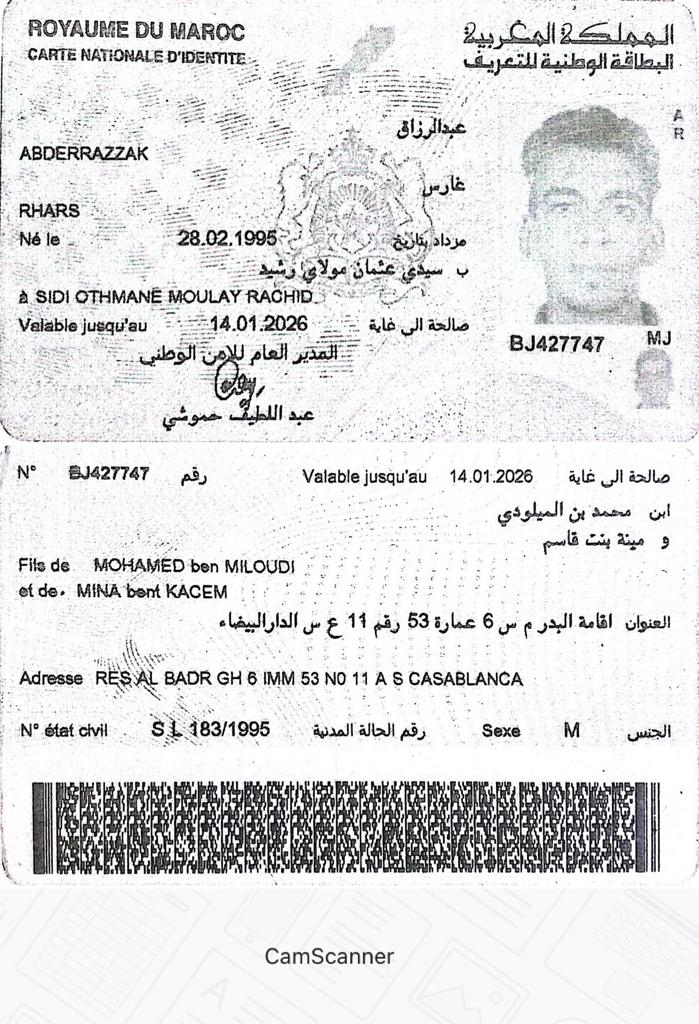 ROYAUME DU MAROC
المملكة المغربية
CARTE NATIONALE D'IDENTITE
البطاقة الوطنية للتعريف
عبدالرزاق
ABDERRAZZAK
غارس
RHARS
Né le 28.02.1995 مزداد بتاريخ
ب سيدي عثمان مولاي رشيد
à SIDI OTHMANE MOULAY RACHID
Valable jusqu'au 14.01.2026 صالحة الى غاية
المدير العام للامن الوطني
عبد اللطيف حموشي
A
R
BJ427747
MJ
N° BJ427747 رقم
Valable jusqu'au 14.01.2026 صالحة الى غاية
ابن محمد بن الميلودي
و مينة بنت قاسم
Fils de MOHAMED ben MILOUDI
et de MINA bent KACEM
العنوان اقامة البدر م س 6 عمارة 53 رقم 11 ع س الدارالبيضاء
Adresse RES AL BADR GH 6 IMM 53 N0 11 A S CASABLANCA
N° état civil S L 183/1995 رقم الحالة المدنية
Sexe M الجنس
CamScanner